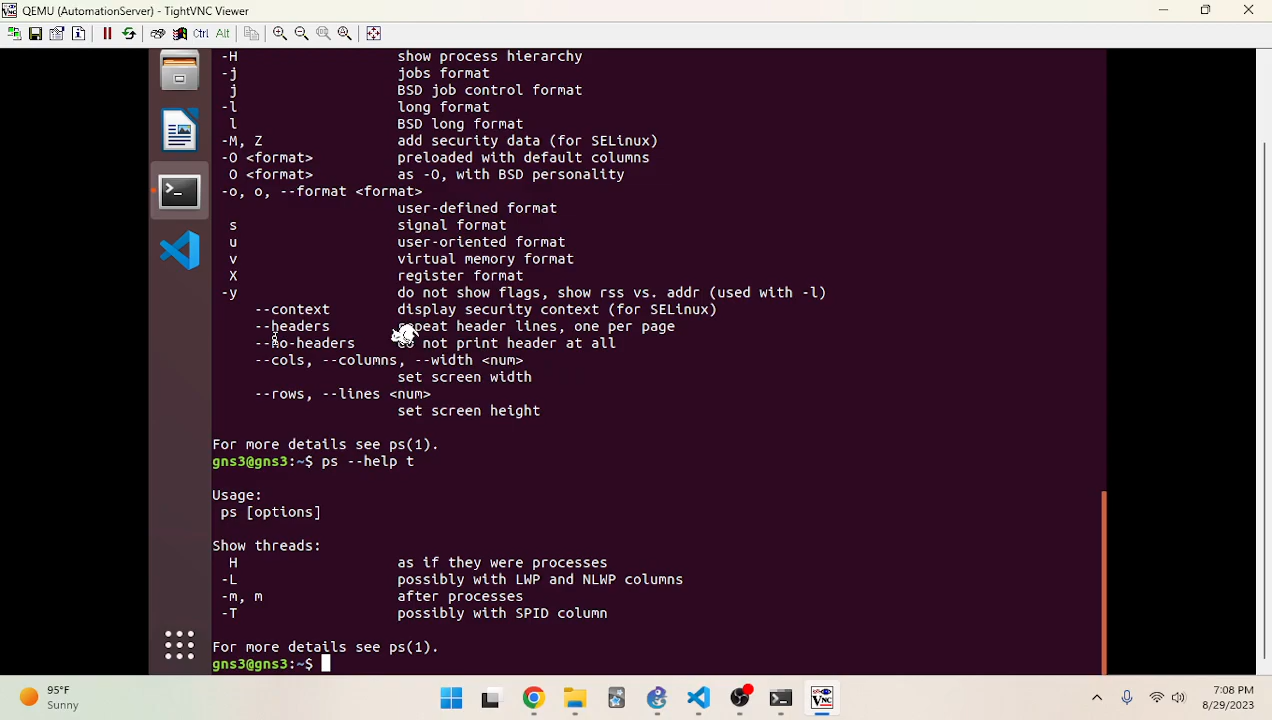 QEMU (AutomationServer) - TightVNC Viewer
Ctrl Alt
-H show process hierarchy
-j jobs format
j BSD job control format
-l long format
l BSD long format
-M, Z add security data (for SELinux)
-O <format> preloaded with default columns
O <format> as -O, with BSD personality
-o, o, --format <format>
user-defined format
s signal format
u user-oriented format
v virtual memory format
X register format
-y do not show flags, show rss vs. addr (used with -l)
--context display security context (for SELinux)
--headers repeat header lines, one per page
--no-headers do not print header at all
--cols, --columns, --width <num>
set screen width
--rows, --lines <num>
set screen height
For more details see ps(1).
gns3@gns3:~$ ps --help t
Usage:
ps [options]
Show threads:
H as if they were processes
-L possibly with LWP and NLWP columns
-m, m after processes
-T possibly with SPID column
For more details see ps(1).
gns3@gns3:~$
95°F
Sunny
7:08 PM
8/29/2023